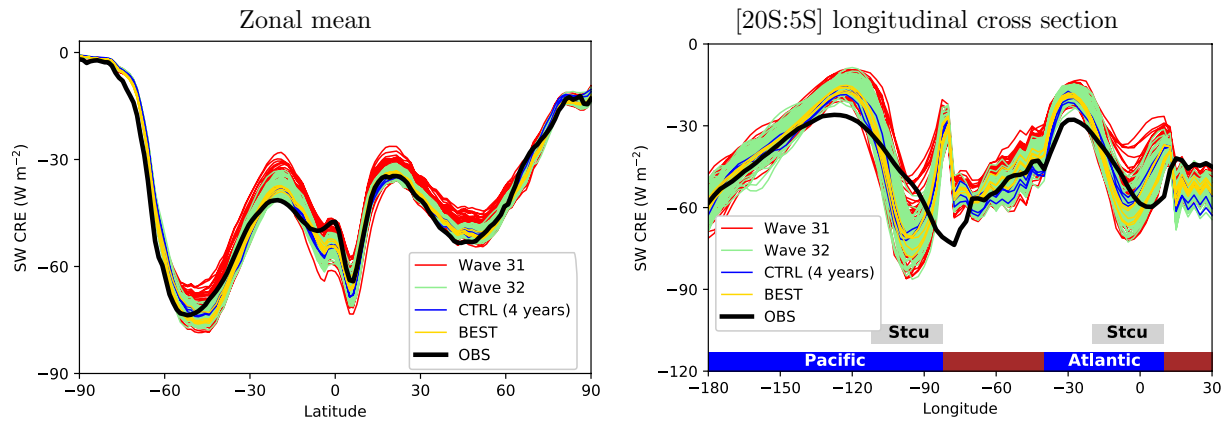 Zonal mean
0
−30
−60
−90
SW CRE (W m⁻²)
Wave 31
Wave 32
CTRL (4 years)
BEST
OBS
−90
−60
−30
0
30
60
90
Latitude
[20S:5S] longitudinal cross section
0
−30
−60
−90
−120
SW CRE (W m⁻²)
Wave 31
Wave 32
CTRL (4 years)
BEST
OBS
Stcu
Stcu
Pacific
Atlantic
−180
−150
−120
−90
−60
−30
0
30
Longitude